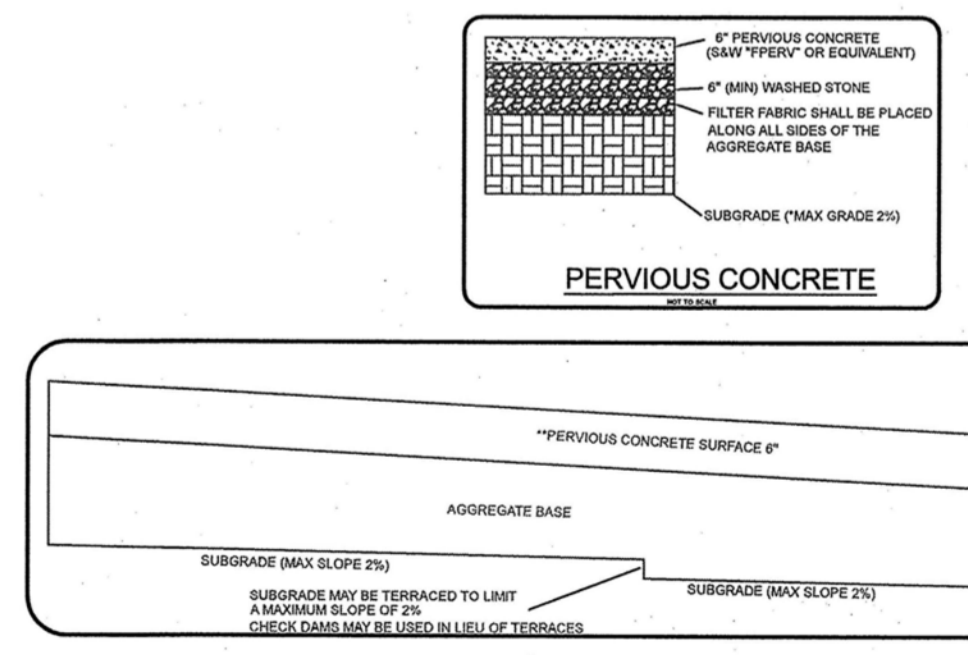 6" PERVIOUS CONCRETE
(S&W "FPERV" OR EQUIVALENT)
6" (MIN) WASHED STONE
FILTER FABRIC SHALL BE PLACED
ALONG ALL SIDES OF THE
AGGREGATE BASE
SUBGRADE (*MAX GRADE 2%)
PERVIOUS CONCRETE
NOT TO SCALE
**PERVIOUS CONCRETE SURFACE 6"
AGGREGATE BASE
SUBGRADE (MAX SLOPE 2%)
SUBGRADE MAY BE TERRACED TO LIMIT
A MAXIMUM SLOPE OF 2%
CHECK DAMS MAY BE USED IN LIEU OF TERRACES
SUBGRADE (MAX SLOPE 2%)